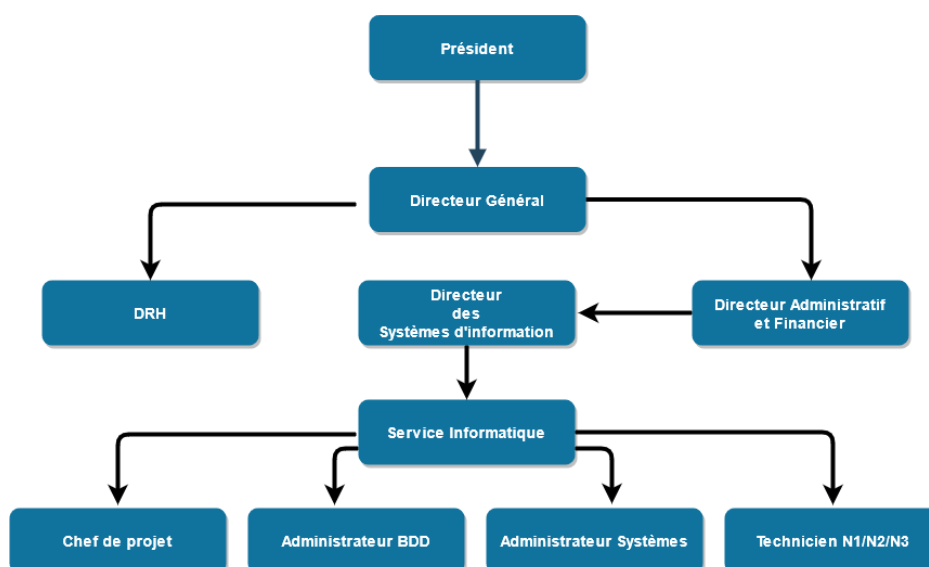 Président
Directeur Général
DRH
Directeur
des
Systèmes d'information
Directeur Administratif
et Financier
Service Informatique
Chef de projet
Administrateur BDD
Administrateur Systèmes
Technicien N1/N2/N3